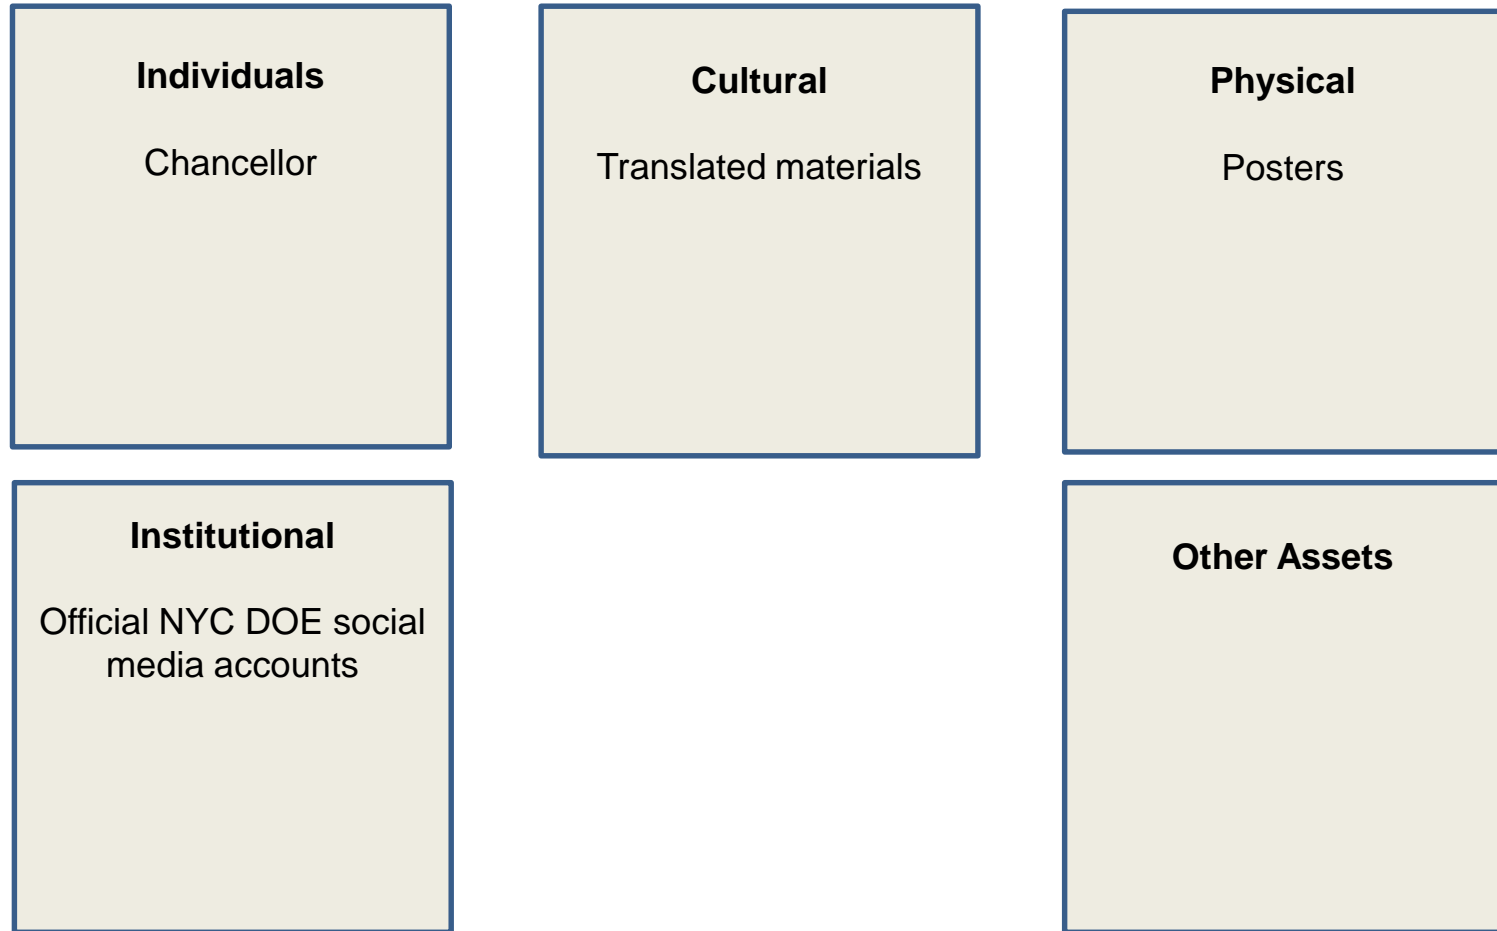 Individuals
Chancellor
Cultural
Translated materials
Physical
Posters
Institutional
Official NYC DOE social
media accounts
Other Assets